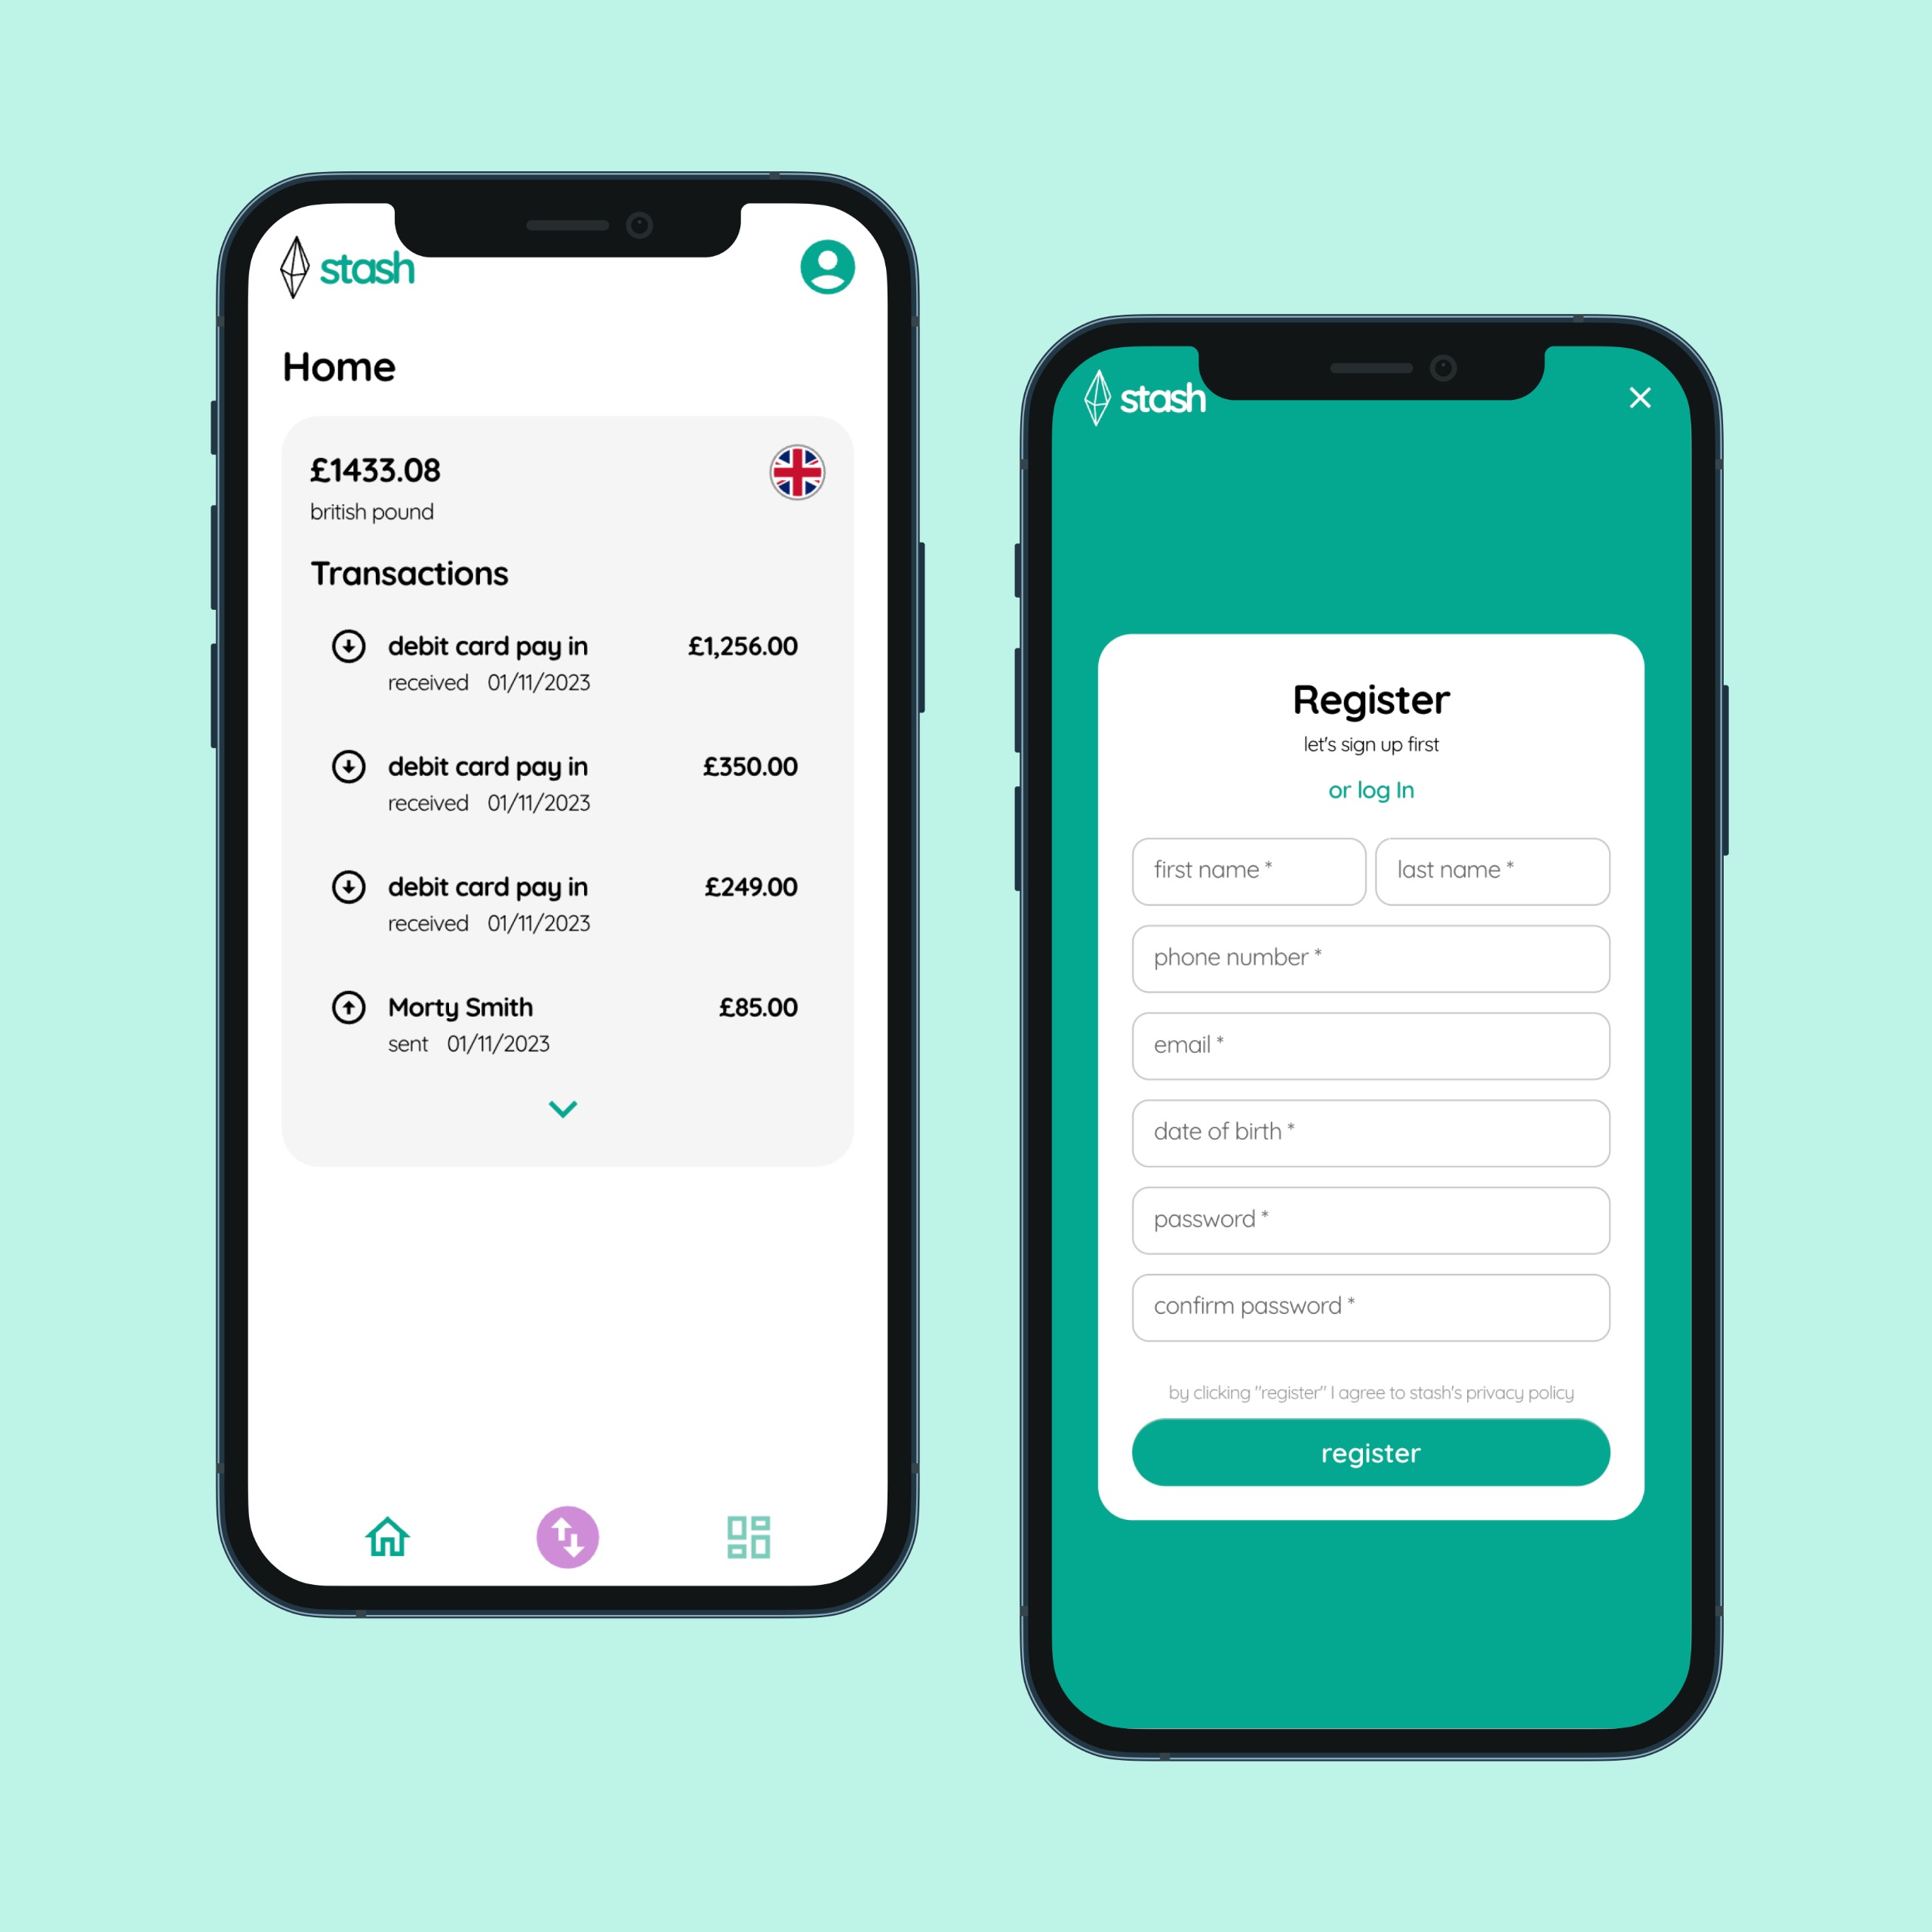 stash
Home
£1433.08
british pound
Transactions
debit card pay in £1,256.00
received 01/11/2023
debit card pay in £350.00
received 01/11/2023
debit card pay in £249.00
received 01/11/2023
Morty Smith £85.00
sent 01/11/2023
stash
Register
let's sign up first
or log In
first name * last name *
phone number *
email *
date of birth *
password *
confirm password *
by clicking "register" I agree to stash's privacy policy
register